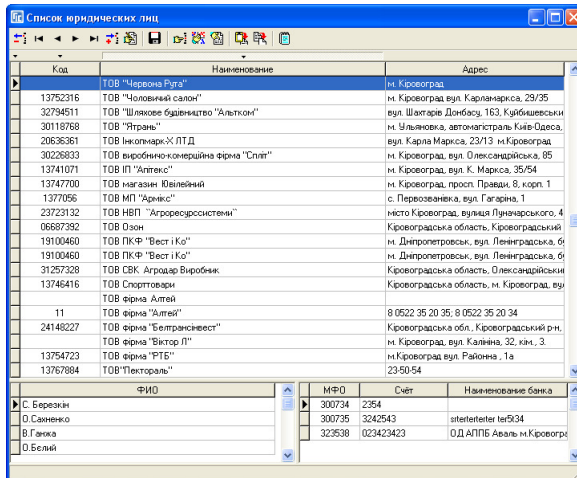 Список юридических лиц
Код Наименование Адрес
ТОВ "Червона Рута" м. Кіровоград
13752316 ТОВ "Чоловичий салон" м. Кіровоград вул. Карламаркса, 29/35
32794511 ТОВ "Шляхове будівництво "Альтком" вул. Шахтарів Донбасу, 163, Куйбишевськи
30118768 ТОВ "Ятрань" м. Ульяновка, автомагістраль Київ-Одеса,
20636361 ТОВ Інкопмарк-Х ЛТД вул. Карла Маркса, 23/13 м.Кіровоград
30226833 ТОВ виробничо-комерційна фірма "Спліт" м. Кіровоград, вул. Олександрійська, 85
13741071 ТОВ ІП "Апітекс" м. Кіровоград, вул. К. Маркса, 35/54
13747700 ТОВ магазин Ювілейний м. Кіровоград, просп. Правди, 8, корп. 1
1377056 ТОВ МП "Армікс" с. Первозванівка, вул. Гагаріна, 1
23723132 ТОВ НВП ``Агроресурссистеми`` місто Кіровоград, вулиця Луначарського, 4
06687392 ТОВ Озон Кіровоградська область, Кіровоградський
19100460 ТОВ ПКФ "Вест і Ко" м. Дніпропетровськ, вул. Ленінградська, б
19100460 ТОВ ПКФ "Вест і Ко" м. Дніпропетровськ, вул. Ленінградська, б
31257328 ТОВ СВК Агродар Виробник Кіровоградська область, Олександрійськи
13746416 ТОВ Спорттовари Кіровоградська область, м. Кіровоград, ву
ТОВ фірма Алтей
11 ТОВ фірма "Алтей" 8 0522 35 20 35; 8 0522 35 20 34
24148227 ТОВ фірма "Белтрансінвест" Кіровоградська обл., Кіровоградський р-н,
ТОВ фірма "Віктор Л" м. Кіровоград, вул. Калініна, 32, кім., 3.
13754723 ТОВ фірма "РТБ" м.Кіровоград вул. Районна , 1а
13767884 ТОВ"Пектораль" 23-50-54
ФИО МФО Счёт Наименование банка
С. Березкін 300734 2354
О.Сахненко 300735 3242543 srterterterter ter5t34
В.Ганжа 323538 023423423 ОД АППБ Аваль м.Кіровогра
О.Бєлий